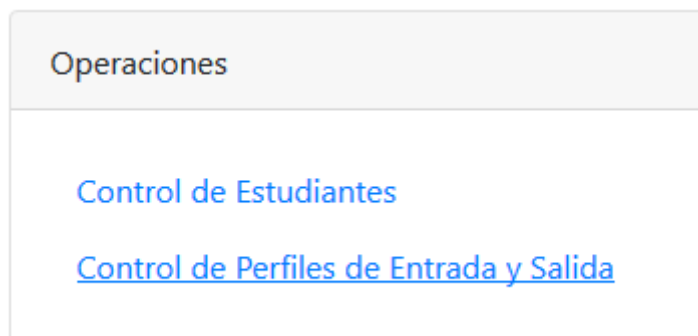 Operaciones
Control de Estudiantes
Control de Perfiles de Entrada y Salida